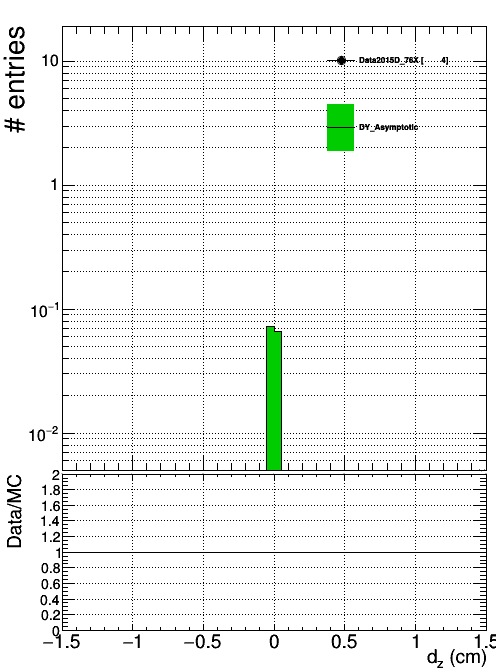 # entries
10
Data2015D_76X [ 4]
DY_Asymptotic
1
10⁻¹
10⁻²
Data/MC
2
1.8
1.6
1.4
1.2
1
0.8
0.6
0.4
0.2
0
−1.5 −1 −0.5 0 0.5 1 1.5
d_z (cm)